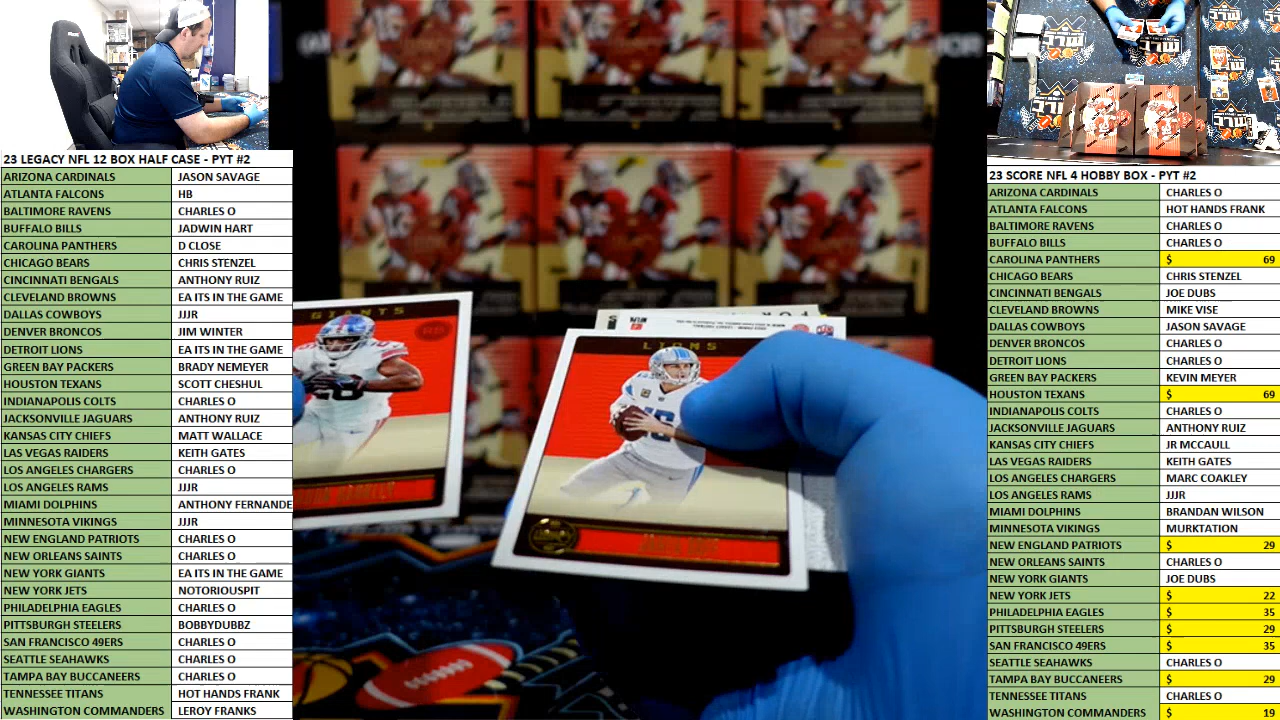 23 LEGACY NFL 12 BOX HALF CASE - PYT #2
ARIZONA CARDINALS JASON SAVAGE
ATLANTA FALCONS HB
BALTIMORE RAVENS CHARLES O
BUFFALO BILLS JADWIN HART
CAROLINA PANTHERS D CLOSE
CHICAGO BEARS CHRIS STENZEL
CINCINNATI BENGALS ANTHONY RUIZ
CLEVELAND BROWNS EA ITS IN THE GAME
DALLAS COWBOYS JJJR
DENVER BRONCOS JIM WINTER
DETROIT LIONS EA ITS IN THE GAME
GREEN BAY PACKERS BRADY NEMEYER
HOUSTON TEXANS SCOTT CHESHUL
INDIANAPOLIS COLTS CHARLES O
JACKSONVILLE JAGUARS ANTHONY RUIZ
KANSAS CITY CHIEFS MATT WALLACE
LAS VEGAS RAIDERS KEITH GATES
LOS ANGELES CHARGERS CHARLES O
LOS ANGELES RAMS JJJR
MIAMI DOLPHINS ANTHONY FERNANDE
MINNESOTA VIKINGS JJJR
NEW ENGLAND PATRIOTS CHARLES O
NEW ORLEANS SAINTS CHARLES O
NEW YORK GIANTS EA ITS IN THE GAME
NEW YORK JETS NOTORIOUSPIT
PHILADELPHIA EAGLES CHARLES O
PITTSBURGH STEELERS BOBBYDUBBZ
SAN FRANCISCO 49ERS CHARLES O
SEATTLE SEAHAWKS CHARLES O
TAMPA BAY BUCCANEERS CHARLES O
TENNESSEE TITANS HOT HANDS FRANK
WASHINGTON COMMANDERS LEROY FRANKS
GIANTS
RS
LIONS
23 SCORE NFL 4 HOBBY BOX - PYT #2
ARIZONA CARDINALS CHARLES O
ATLANTA FALCONS HOT HANDS FRANK
BALTIMORE RAVENS CHARLES O
BUFFALO BILLS CHARLES O
CAROLINA PANTHERS $ 69
CHICAGO BEARS CHRIS STENZEL
CINCINNATI BENGALS JOE DUBS
CLEVELAND BROWNS MIKE VISE
DALLAS COWBOYS JASON SAVAGE
DENVER BRONCOS CHARLES O
DETROIT LIONS CHARLES O
GREEN BAY PACKERS KEVIN MEYER
HOUSTON TEXANS $ 69
INDIANAPOLIS COLTS CHARLES O
JACKSONVILLE JAGUARS ANTHONY RUIZ
KANSAS CITY CHIEFS JR MCCAULL
LAS VEGAS RAIDERS KEITH GATES
LOS ANGELES CHARGERS MARC COAKLEY
LOS ANGELES RAMS JJJR
MIAMI DOLPHINS BRANDAN WILSON
MINNESOTA VIKINGS MURKTATION
NEW ENGLAND PATRIOTS $ 29
NEW ORLEANS SAINTS CHARLES O
NEW YORK GIANTS JOE DUBS
NEW YORK JETS $ 22
PHILADELPHIA EAGLES $ 35
PITTSBURGH STEELERS $ 29
SAN FRANCISCO 49ERS $ 35
SEATTLE SEAHAWKS CHARLES O
TAMPA BAY BUCCANEERS $ 29
TENNESSEE TITANS CHARLES O
WASHINGTON COMMANDERS $ 19